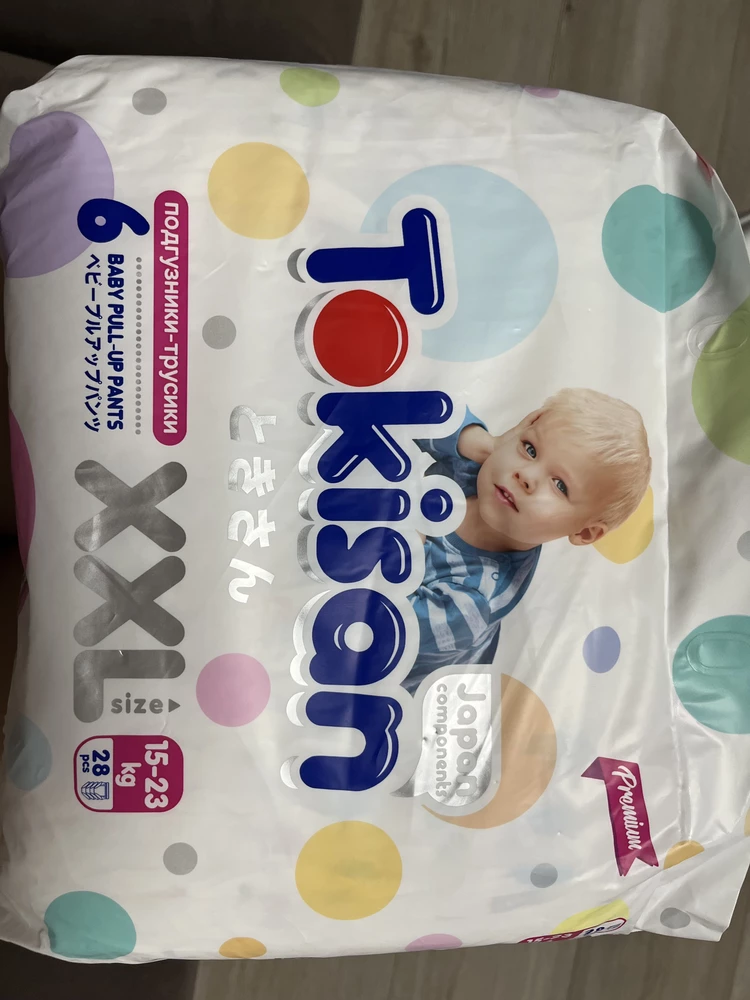 Premium
Japan
components
Tokisan
ときさん
ПОДГУЗНИКИ-ТРУСИКИ
6
BABY PULL-UP PANTS
ベビープルアップパンツ
XXL
size
15-23
kg
28
pcs